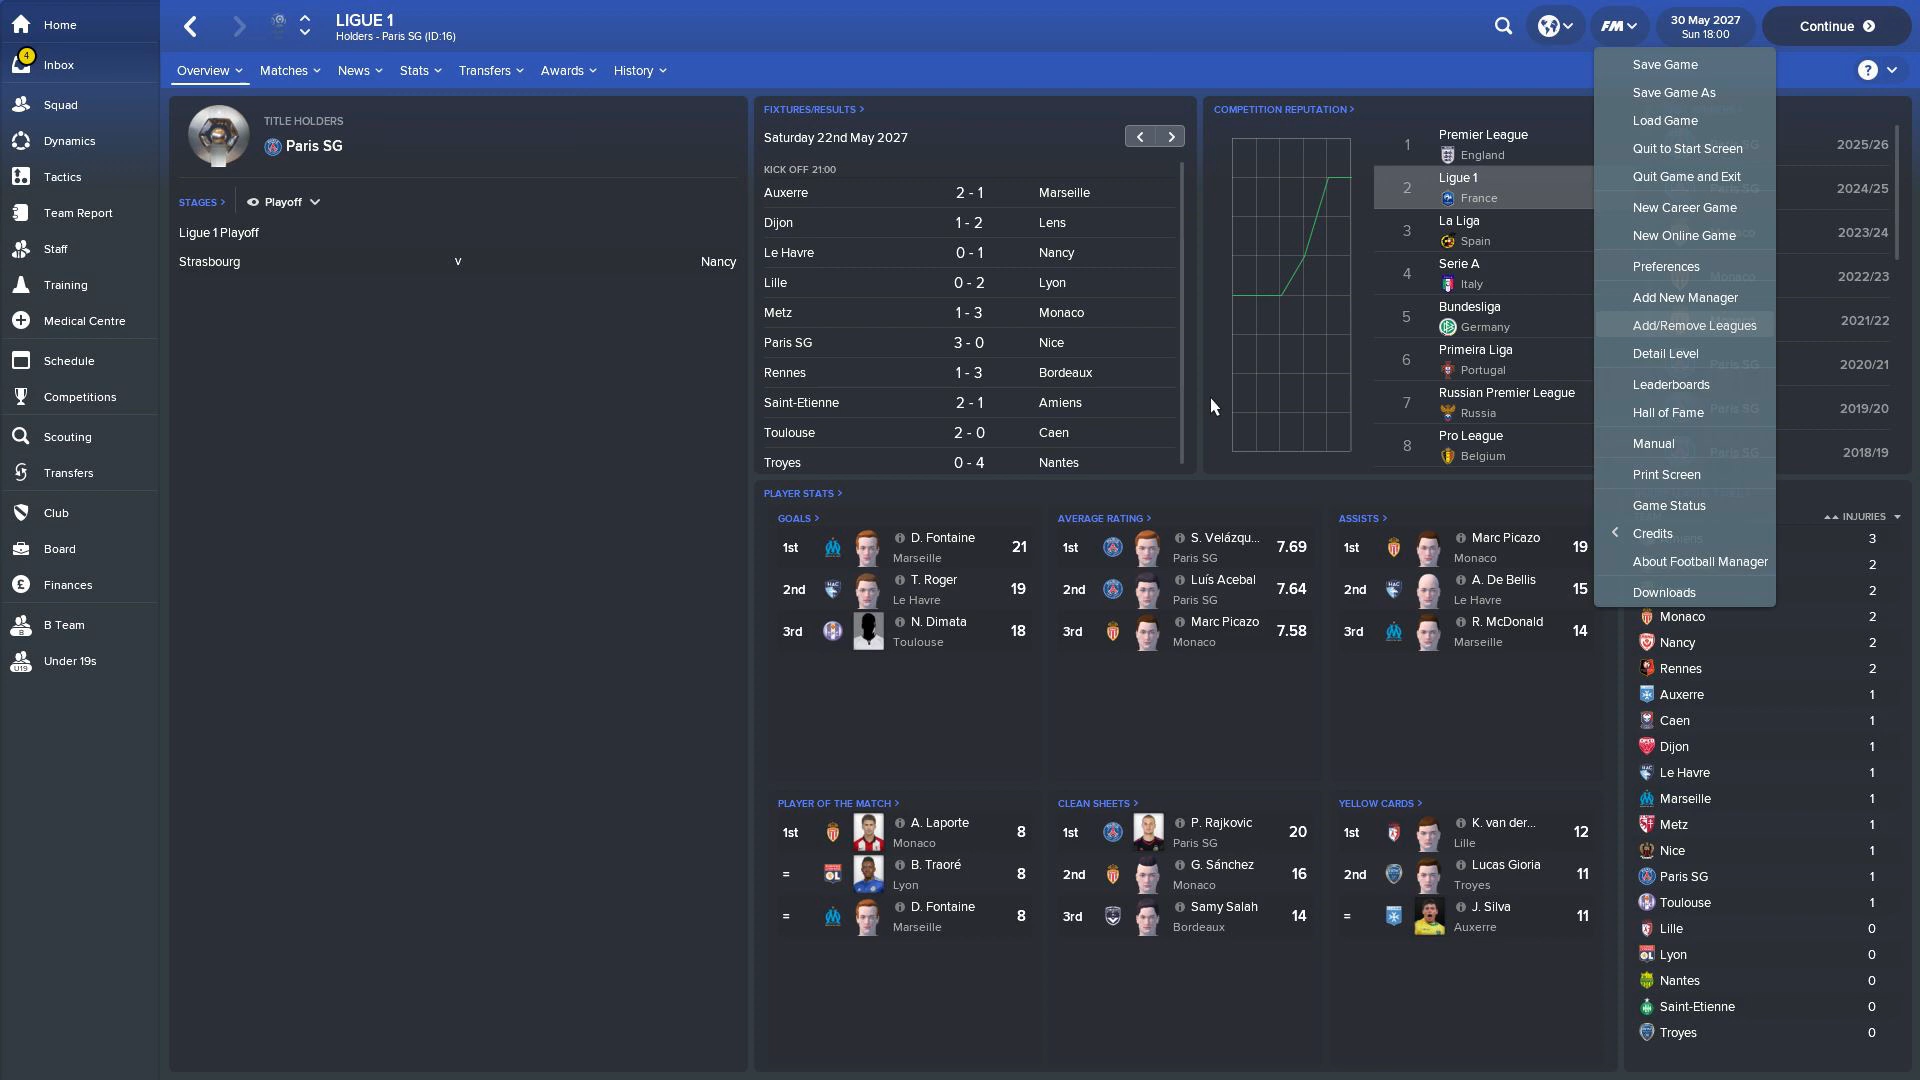 Home
4
Inbox
Squad
Dynamics
Tactics
Team Report
Staff
Training
Medical Centre
Schedule
Competitions
Scouting
Transfers
Club
Board
Finances
B
B Team
U19
Under 19s
LIGUE 1
Holders - Paris SG (ID:16)
FM
30 May 2027
Sun 18:00
Continue
Overview
Matches
News
Stats
Transfers
Awards
History
?
TITLE HOLDERS
Paris SG
STAGES >
Playoff
Ligue 1 Playoff
Strasbourg v Nancy
FIXTURES/RESULTS >
Saturday 22nd May 2027
KICK OFF 21:00
Auxerre 2 - 1 Marseille
Dijon 1 - 2 Lens
Le Havre 0 - 1 Nancy
Lille 0 - 2 Lyon
Metz 1 - 3 Monaco
Paris SG 3 - 0 Nice
Rennes 1 - 3 Bordeaux
Saint-Etienne 2 - 1 Amiens
Toulouse 2 - 0 Caen
Troyes 0 - 4 Nantes
COMPETITION REPUTATION >
1 Premier League
England
2 Ligue 1
France
3 La Liga
Spain
4 Serie A
Italy
5 Bundesliga
Germany
6 Primeira Liga
Portugal
7 Russian Premier League
Russia
8 Pro League
Belgium
Save Game
Save Game As
Load Game
Quit to Start Screen
Quit Game and Exit
New Career Game
New Online Game
Preferences
Add New Manager
Add/Remove Leagues
Detail Level
Leaderboards
Hall of Fame
Manual
Print Screen
Game Status
Credits
About Football Manager
Downloads
2025/26
2024/25
2023/24
Monaco 2022/23
2021/22
2020/21
2019/20
2018/19
PLAYER STATS >
GOALS >
1st D. Fontaine 21
Marseille
2nd T. Roger 19
Le Havre
3rd N. Dimata 18
Toulouse
AVERAGE RATING >
1st S. Velázqu... 7.69
Paris SG
2nd Luís Acebal 7.64
Paris SG
3rd Marc Picazo 7.58
Monaco
ASSISTS >
1st Marc Picazo 19
Monaco
2nd A. De Bellis 15
Le Havre
3rd R. McDonald 14
Marseille
PLAYER OF THE MATCH >
1st A. Laporte 8
Monaco
= B. Traoré 8
Lyon
= D. Fontaine 8
Marseille
CLEAN SHEETS >
1st P. Rajkovic 20
Paris SG
2nd G. Sánchez 16
Monaco
3rd Samy Salah 14
Bordeaux
YELLOW CARDS >
1st K. van der... 12
Lille
2nd Lucas Gioria 11
Troyes
= J. Silva 11
Auxerre
INJURIES
Amiens 3
2
2
Monaco 2
Nancy 2
Rennes 2
Auxerre 1
Caen 1
Dijon 1
Le Havre 1
Marseille 1
Metz 1
Nice 1
Paris SG 1
Toulouse 1
Lille 0
Lyon 0
Nantes 0
Saint-Etienne 0
Troyes 0